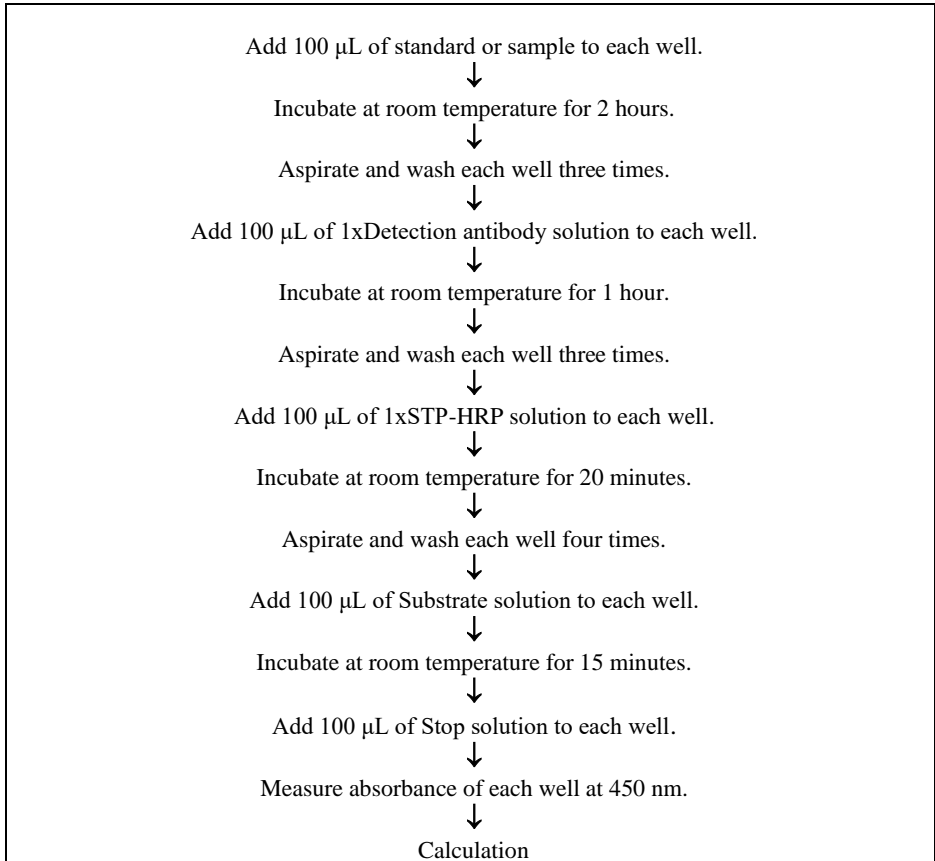 Add 100 μL of standard or sample to each well.
↓
Incubate at room temperature for 2 hours.
↓
Aspirate and wash each well three times.
↓
Add 100 μL of 1xDetection antibody solution to each well.
↓
Incubate at room temperature for 1 hour.
↓
Aspirate and wash each well three times.
↓
Add 100 μL of 1xSTP-HRP solution to each well.
↓
Incubate at room temperature for 20 minutes.
↓
Aspirate and wash each well four times.
↓
Add 100 μL of Substrate solution to each well.
↓
Incubate at room temperature for 15 minutes.
↓
Add 100 μL of Stop solution to each well.
↓
Measure absorbance of each well at 450 nm.
↓
Calculation